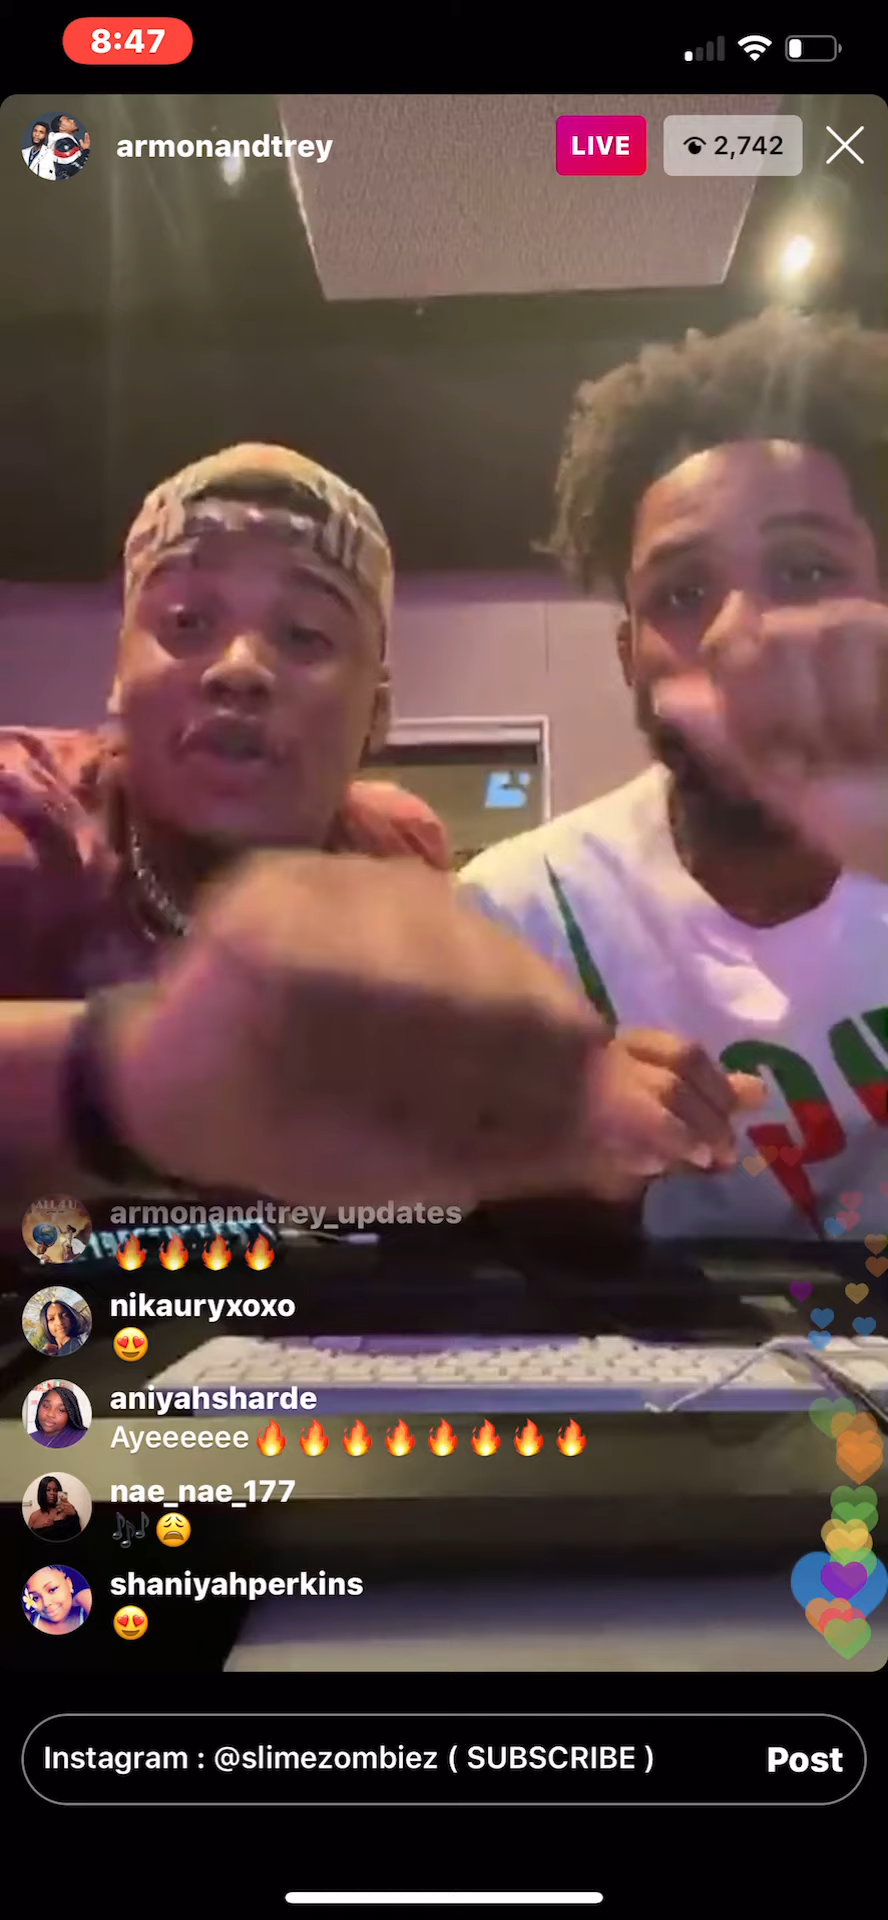 8:47
armonandtrey
LIVE
2,742
armonandtrey_updates
🔥🔥🔥🔥
nikauryxoxo
😍
aniyahsharde
Ayeeeeee🔥🔥🔥🔥🔥🔥🔥🔥
nae_nae_177
🎶😩
shaniyahperkins
😍
Instagram : @slimezombiez ( SUBSCRIBE )
Post